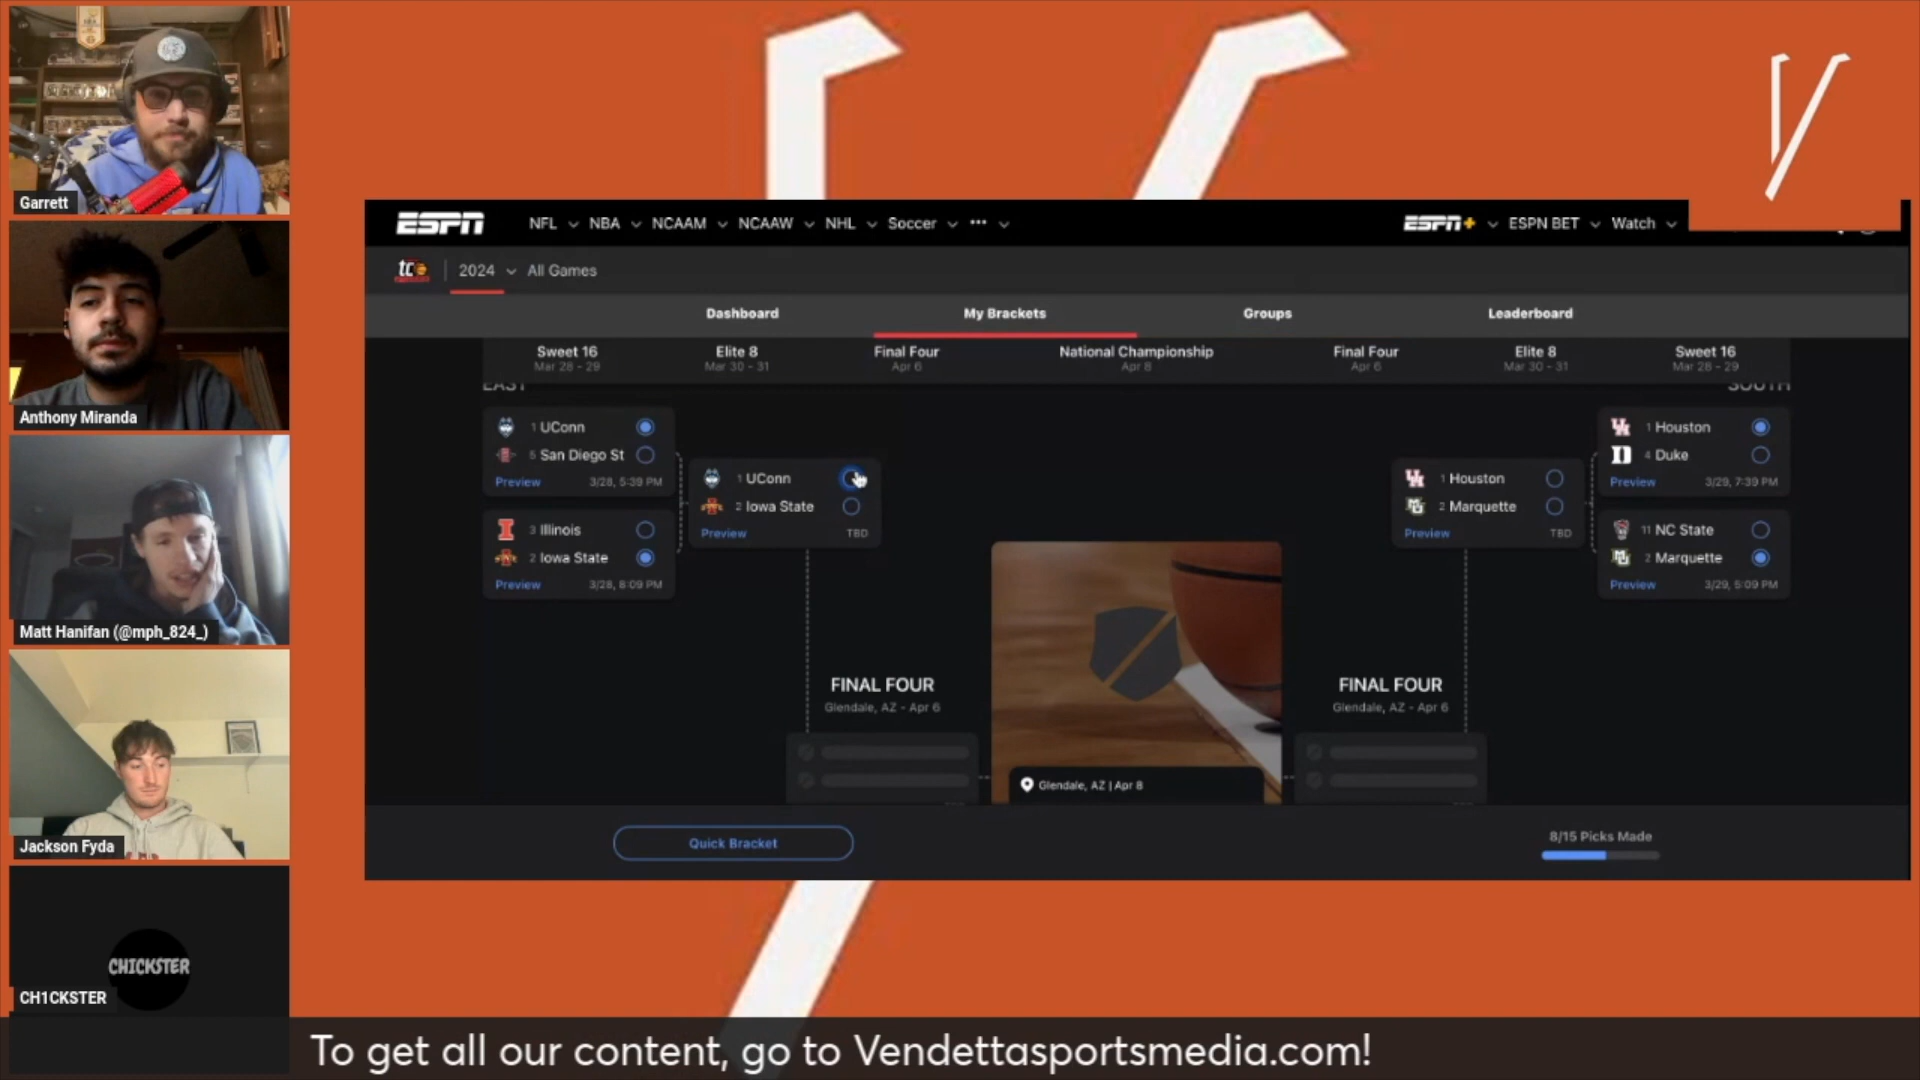 Garrett
Anthony Miranda
Matt Hanifan (@mph_824_)
Jackson Fyda
CHICKSTER
CH1CKSTER
ESPN NFL NBA NCAAM NCAAW NHL Soccer ••• ESPN+ ESPN BET Watch
tc 2024 All Games
Dashboard My Brackets Groups Leaderboard
Sweet 16 Elite 8 Final Four National Championship Final Four Elite 8 Sweet 16
Mar 28 - 29 Mar 30 - 31 Apr 6 Apr 8 Apr 6 Mar 30 - 31 Mar 28 - 29
EAST SOUTH
1 UConn
5 San Diego St
Preview 3/28, 5:39 PM
3 Illinois
2 Iowa State
Preview 3/28, 8:09 PM
1 UConn
2 Iowa State
Preview TBD
1 Houston
2 Marquette
Preview TBD
1 Houston
4 Duke
Preview 3/29, 7:39 PM
11 NC State
2 Marquette
Preview 3/29, 5:09 PM
FINAL FOUR
Glendale, AZ - Apr 6
FINAL FOUR
Glendale, AZ - Apr 6
Glendale, AZ | Apr 8
Quick Bracket
8/15 Picks Made
To get all our content, go to Vendettasportsmedia.com!